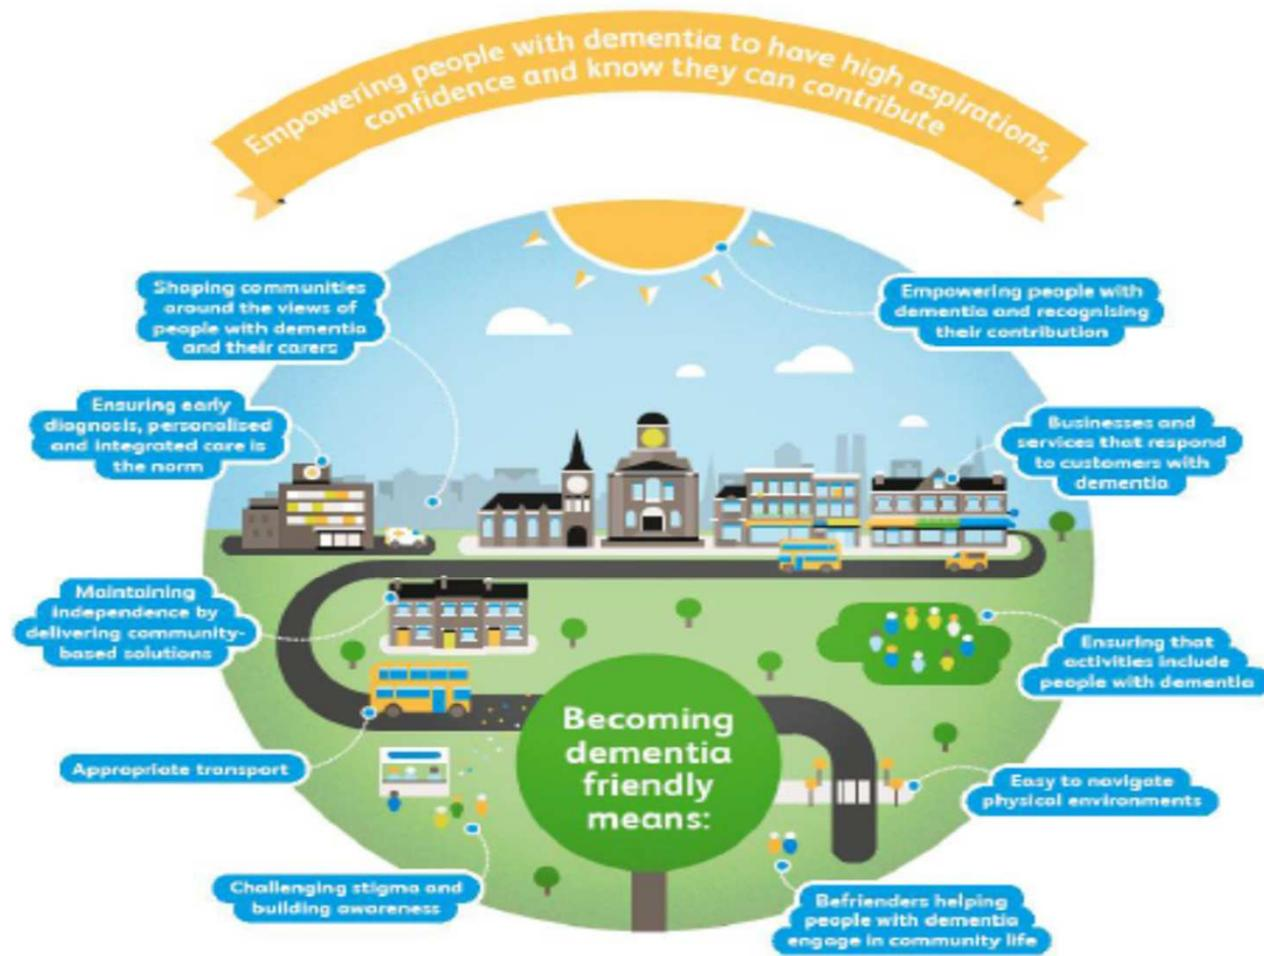 Empowering people with dementia to have high aspirations,
confidence and know they can contribute
Shaping communities
around the views of
people with dementia
and their carers
Empowering people with
dementia and recognising
their contribution
Ensuring early
diagnosis, personalised
and integrated care is
the norm
Businesses and
services that respond
to customers with
dementia
Maintaining
independence by
delivering community-
based solutions
Ensuring that
activities include
people with dementia
Becoming
dementia
friendly
means:
Appropriate transport
Easy to navigate
physical environments
Challenging stigma and
building awareness
Befrienders helping
people with dementia
engage in community life